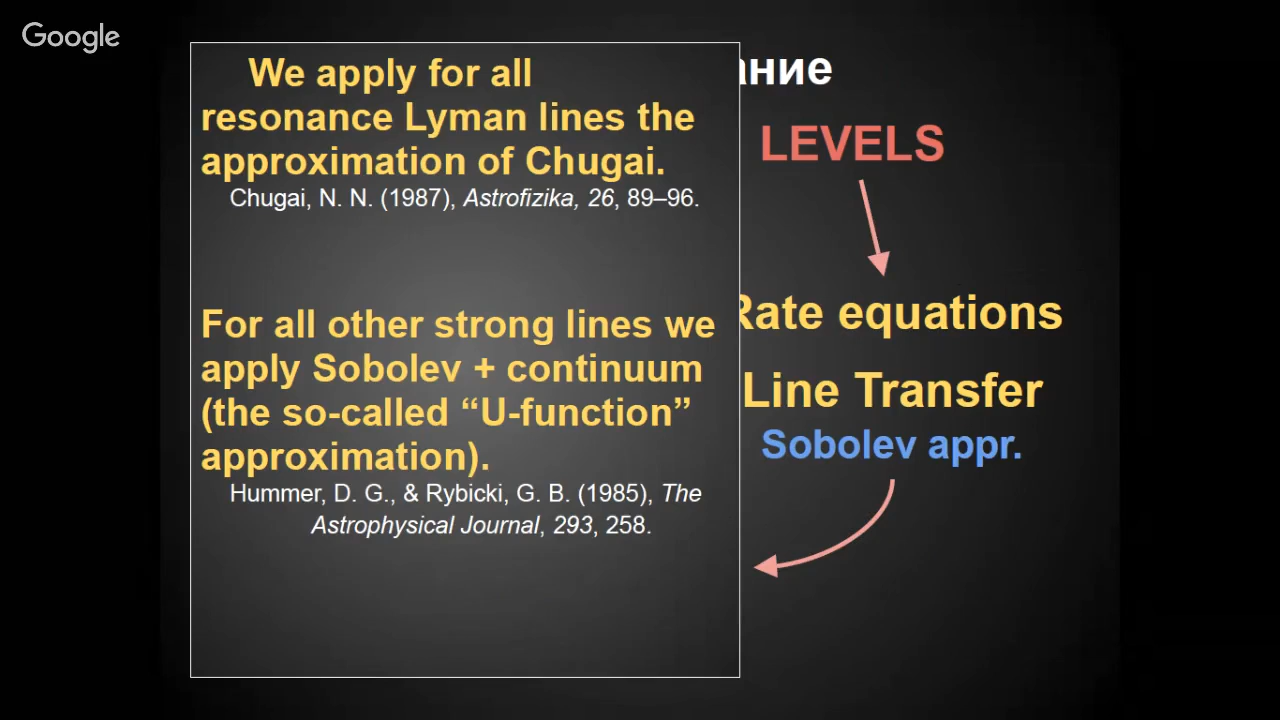 Google
We apply for all
resonance Lyman lines the
approximation of Chugai.
Chugai, N. N. (1987), Astrofizika, 26, 89–96.
For all other strong lines we
apply Sobolev + continuum
(the so-called “U-function”
approximation).
Hummer, D. G., & Rybicki, G. B. (1985), The
Astrophysical Journal, 293, 258.
LEVELS
Rate equations
Line Transfer
Sobolev appr.